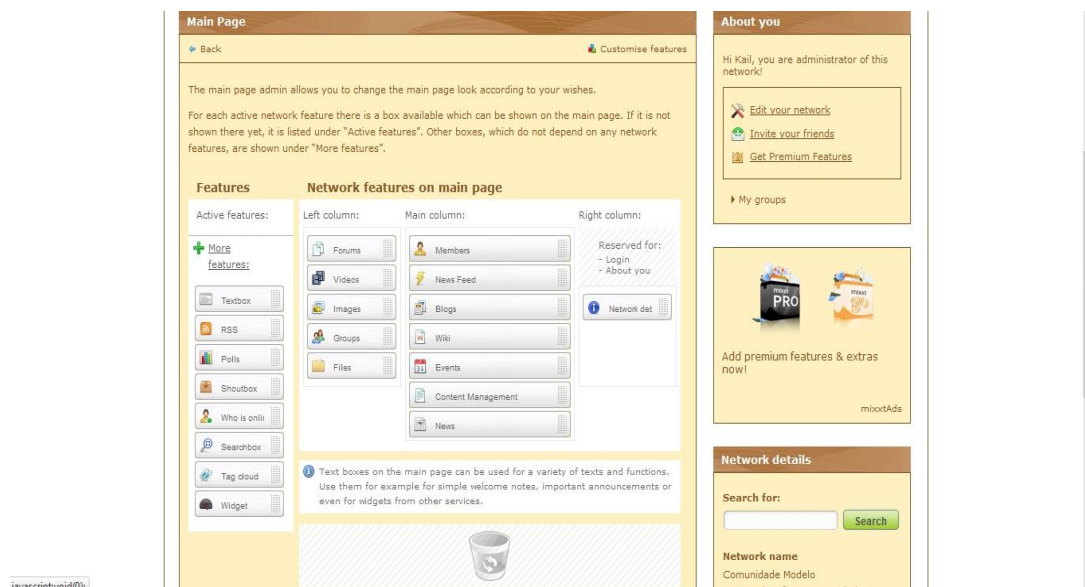 Main Page
Back
Customise features
The main page admin allows you to change the main page look according to your wishes.
For each active network feature there is a box available which can be shown on the main page. If it is not
shown there yet, it is listed under "Active features". Other boxes, which do not depend on any network
features, are shown under "More features".
Features
Active features:
More
features:
Textbox
RSS
Polls
Shoutbox
Who is onlin
Searchbox
Tag cloud
Widget
Network features on main page
Left column:
Forums
Videos
Images
Groups
Files
Main column:
Members
News Feed
Blogs
Wiki
Events
Content Management
News
Right column:
Reserved for:
- Login
- About you
Network det
Text boxes on the main page can be used for a variety of texts and functions.
Use them for example for simple welcome notes, important announcements or
even for widgets from other services.
About you
Hi Kail, you are administrator of this
network!
Edit your network
Invite your friends
Get Premium Features
My groups
mixxt
PRO
mixxt
Add premium features & extras
now!
mixxtAds
Network details
Search for:
Search
Network name
Comunidade Modelo
javascript:void(0);